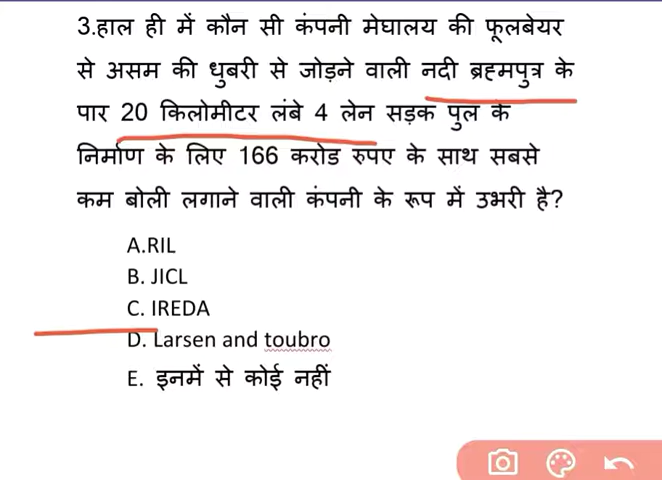 3.हाल ही में कौन सी कंपनी मेघालय की फूलबेयर
से असम की धुबरी से जोड़ने वाली नदी ब्रह्मपुत्र के
पार 20 किलोमीटर लंबे 4 लेन सड़क पुल के
निर्माण के लिए 166 करोड रुपए के साथ सबसे
कम बोली लगाने वाली कंपनी के रूप में उभरी है?
A.RIL
B. JICL
C. IREDA
D. Larsen and toubro
E. इनमें से कोई नहीं